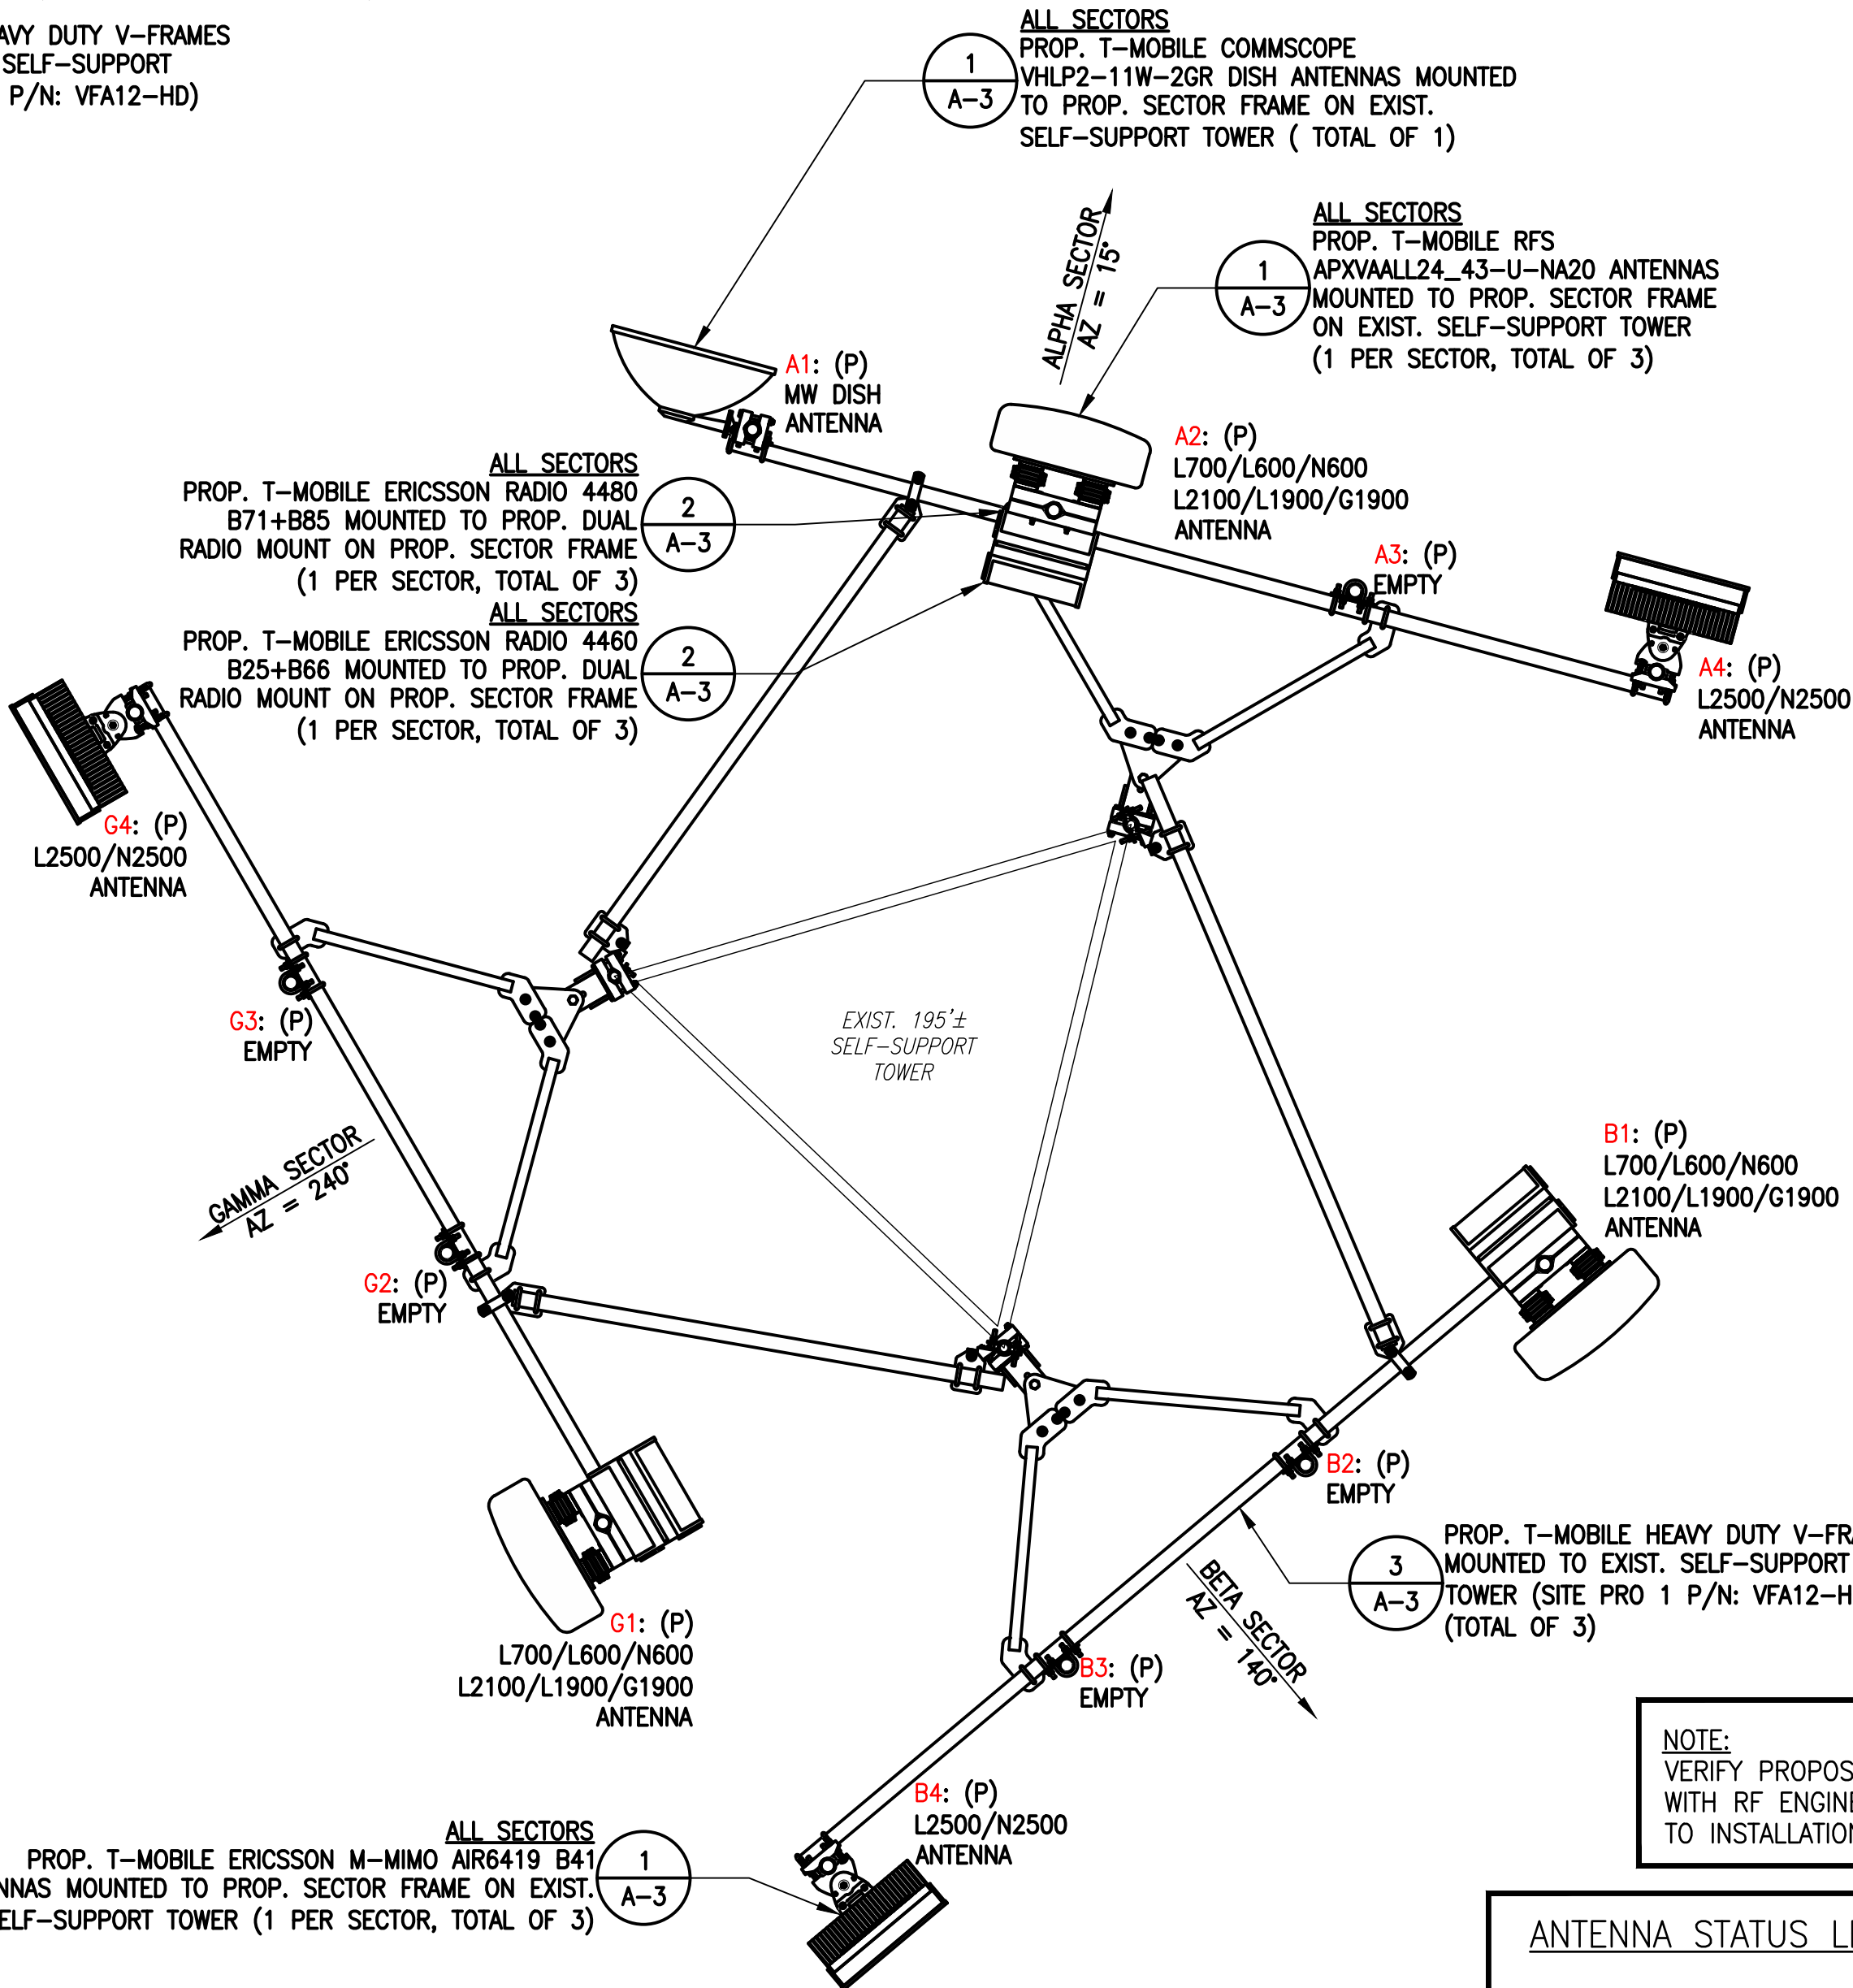 HEAVY DUTY V-FRAMES
SELF-SUPPORT
P/N: VFA12-HD)
ALL SECTORS
PROP. T-MOBILE COMMSCOPE
VHLP2-11W-2GR DISH ANTENNAS MOUNTED
TO PROP. SECTOR FRAME ON EXIST.
SELF-SUPPORT TOWER ( TOTAL OF 1)
1
A-3
ALPHA SECTOR
AZ = 15°
ALL SECTORS
PROP. T-MOBILE RFS
APXVAALL24_43-U-NA20 ANTENNAS
MOUNTED TO PROP. SECTOR FRAME
ON EXIST. SELF-SUPPORT TOWER
(1 PER SECTOR, TOTAL OF 3)
1
A-3
A1: (P)
MW DISH
ANTENNA
A2: (P)
L700/L600/N600
L2100/L1900/G1900
ANTENNA
ALL SECTORS
PROP. T-MOBILE ERICSSON RADIO 4480
B71+B85 MOUNTED TO PROP. DUAL
RADIO MOUNT ON PROP. SECTOR FRAME
(1 PER SECTOR, TOTAL OF 3)
2
A-3
A3: (P)
EMPTY
ALL SECTORS
PROP. T-MOBILE ERICSSON RADIO 4460
B25+B66 MOUNTED TO PROP. DUAL
RADIO MOUNT ON PROP. SECTOR FRAME
(1 PER SECTOR, TOTAL OF 3)
2
A-3
A4: (P)
L2500/N2500
ANTENNA
G4: (P)
L2500/N2500
ANTENNA
G3: (P)
EMPTY
EXIST. 195'±
SELF-SUPPORT
TOWER
GAMMA SECTOR
AZ = 240°
B1: (P)
L700/L600/N600
L2100/L1900/G1900
ANTENNA
G2: (P)
EMPTY
B2: (P)
EMPTY
PROP. T-MOBILE HEAVY DUTY
MOUNTED TO EXIST. SELF-SUPPORT
TOWER (SITE PRO 1 P/N:
(TOTAL OF 3)
3
A-3
BETA SECTOR
AZ = 140°
G1: (P)
L700/L600/N600
L2100/L1900/G1900
ANTENNA
B3: (P)
EMPTY
NOTE:
VERIFY
WITH RF
TO
B4: (P)
L2500/N2500
ANTENNA
ALL SECTORS
PROP. T-MOBILE ERICSSON M-MIMO AIR6419 B41
MOUNTED TO PROP. SECTOR FRAME ON EXIST.
SELF-SUPPORT TOWER (1 PER SECTOR, TOTAL OF 3)
1
A-3
ANTENNA STATUS